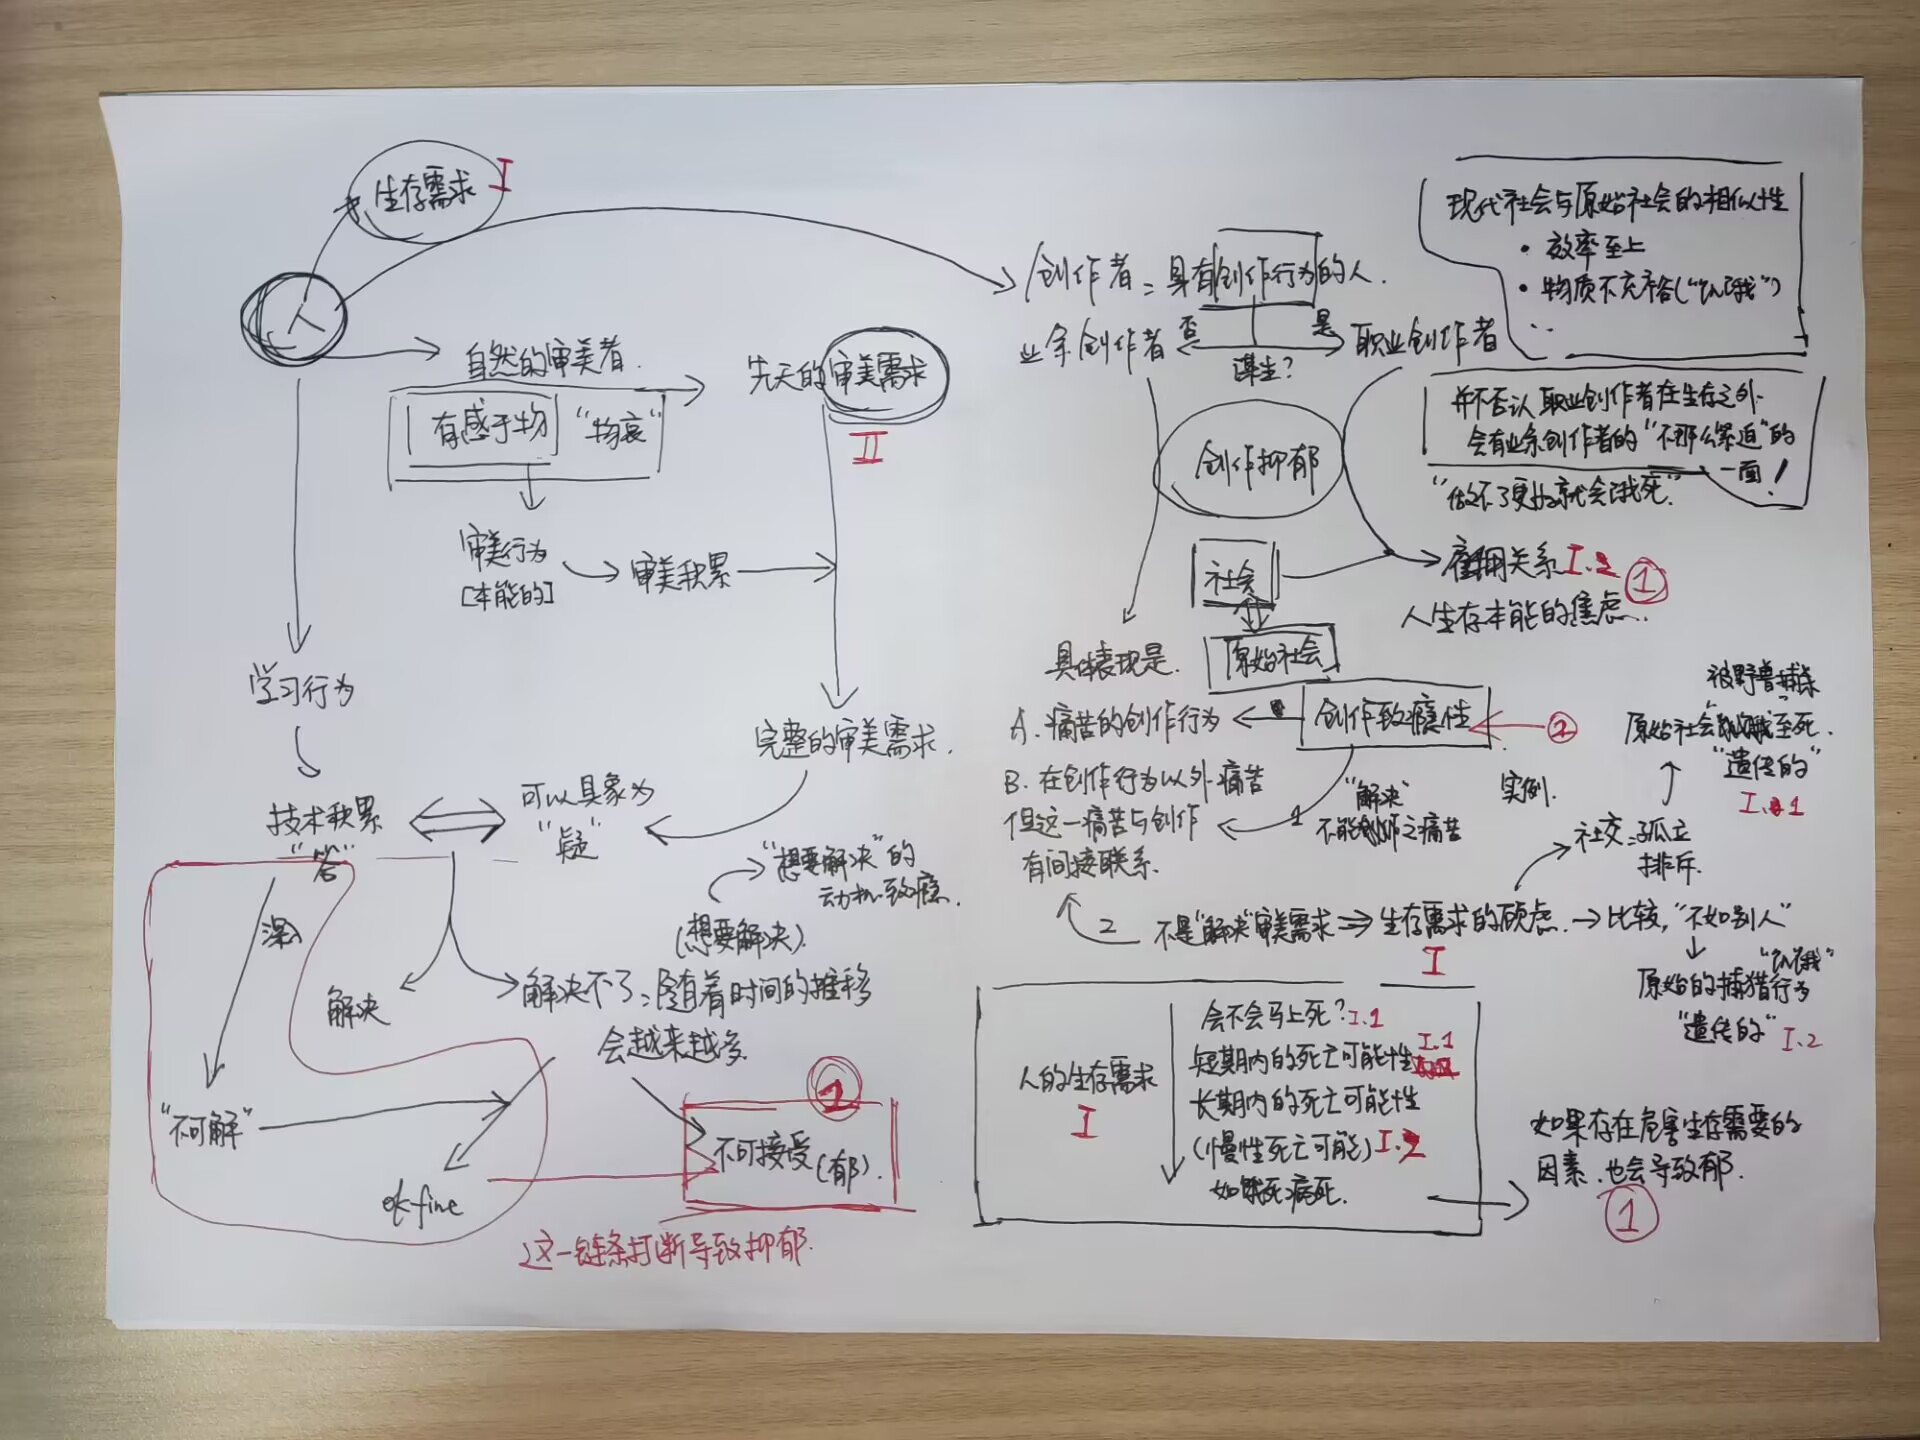 生存需求 I
人
自然的审美者.
有感于物
“物哀”
先天的审美需求
II
审美行为
[本能的]
审美积累
学习行为
完整的审美需求.
技术积累
“答”
可以具象为
“疑”
“想要解决”的
动机.致瘾.
(想要解决).
深入
解决
解决不了:随着时间的推移
会越来越多
“不可解”
ok fine
不可接受(郁).
这一链条打断导致抑郁.
创作者:具有创作行为的人.
业余创作者
否
是
职业创作者
谋生?
创作抑郁
现代社会与原始社会的相似性
• 效率至上
• 物质不充裕(“饥饿”)
并不否认职业创作者在生存之外
会有业余创作者的“不那么紧迫”的
一面!
“做不了更好就会饿死”
社会
雇佣关系 I.2
①
人生存本能的焦虑.
原始社会
具体表现是.
创作致瘾性
②
A.痛苦的创作行为
B.在创作行为以外痛苦
但这一痛苦与创作
有间接联系.
1
“解决”
不能创作之痛苦
实例.
被野兽捕杀
原始社会
至死.
“遗传的”
I.1
社交:孤立
排斥.
2
不是“解决”审美需求⇒生存需求的顾虑.→比较,“不如别人”
I
“饥饿”
原始的捕猎行为
“遗传的” I.2
人的生存需求
I
会不会马上死? I.1
短期内的死亡可能性 I.1
长期内的死亡可能性
(慢性死亡可能) I.2
如饿死病死.
如果存在危害生存需要的
因素.也会导致郁.
①